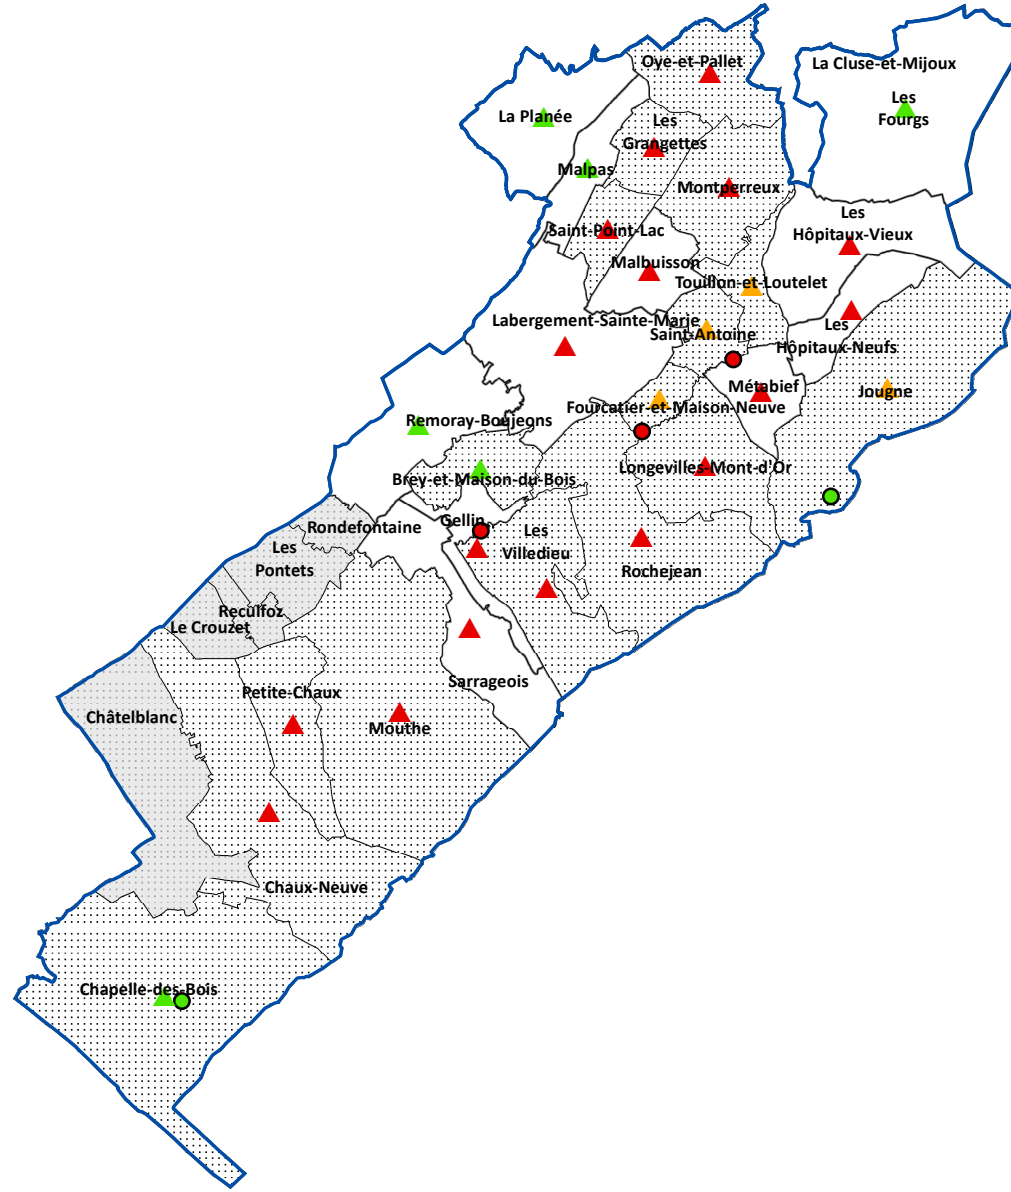 Oye-et-Pallet
La Cluse-et-Mijoux
Les
Fourgs
La Planée
Les
Grangettes
Malpas
Montperreux
Les
Hôpitaux-Vieux
Saint-Point-Lac
Malbuisson
Touillon-et-Loutelet
Labergement-Sainte-Marie
Saint-Antoine
Les
Hôpitaux-Neufs
Métabief
Jougne
Fourcatier-et-Maison-Neuve
Remoray-Boujeons
Longevilles-Mont-d'Or
Brey-et-Maison-du-Bois
Gellin
Rondefontaine
Les
Villedieu
Les
Pontets
Rochejean
Reculfoz
Le Crouzet
Sarrageois
Petite-Chaux
Châtelblanc
Mouthe
Chaux-Neuve
Chapelle-des-Bois